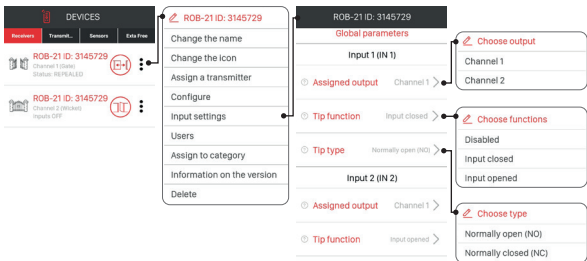 DEVICES
Receivers Transmit... Sensors Exta Free
ROB-21 ID: 3145729
Channel 1 (Gate)
Status: REPEALED
ROB-21 ID: 3145729
Channel 2 (Wicket)
Inputs OFF
ROB-21 ID: 3145729
Change the name
Change the icon
Assign a transmitter
Configure
Input settings
Users
Assign to category
Information on the version
Delete
ROB-21 ID: 3145729
Global parameters
Input 1 (IN 1)
Assigned output Channel 1
Tip function Input closed
Tip type Normally open (NO)
Input 2 (IN 2)
Assigned output Channel 1
Tip function Input opened
Choose output
Channel 1
Channel 2
Choose functions
Disabled
Input closed
Input opened
Choose type
Normally open (NO)
Normally closed (NC)